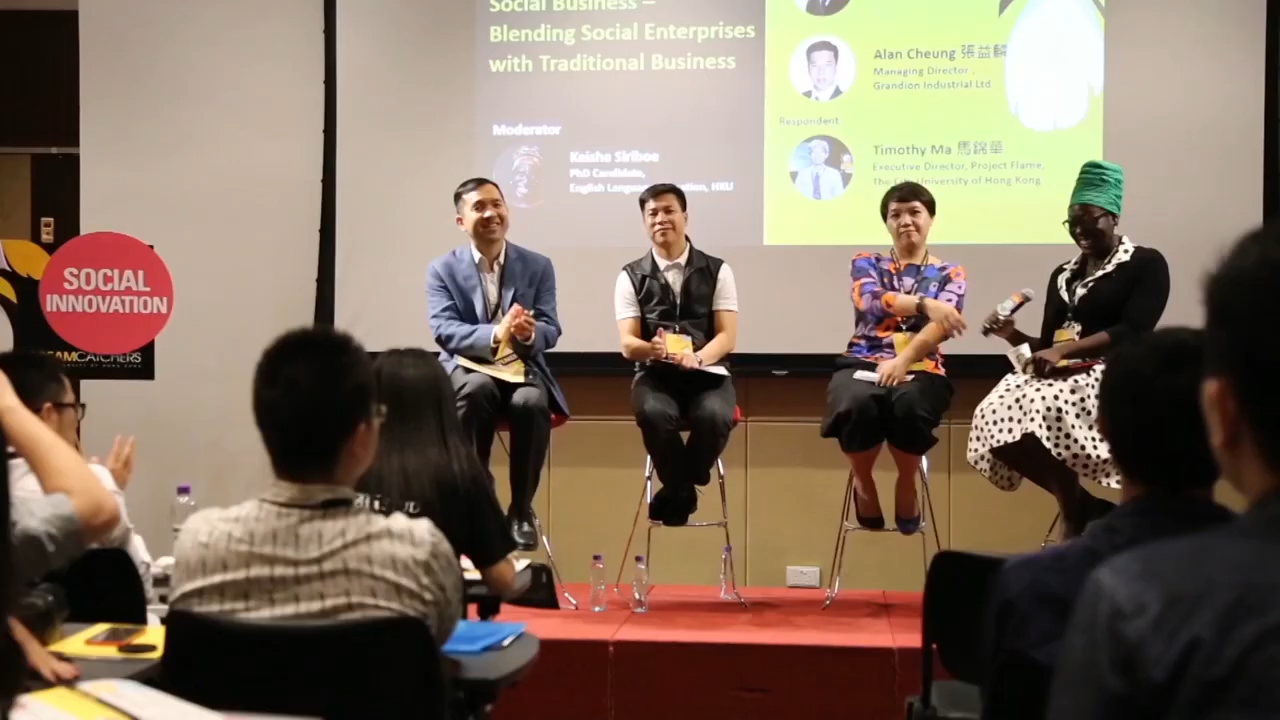 Social Business –
Blending Social Enterprises
with Traditional Business
Moderator
Keisha Siriboe
PhD Candidate,
English Language HKU
Alan Cheung 張益麟
Managing Director,
Grandion Industrial Ltd
Respondent
Timothy Ma 馬錦華
Executive Director, Project Flame,
The City University of Hong Kong
SOCIAL
INNOVATION
CATCHERS